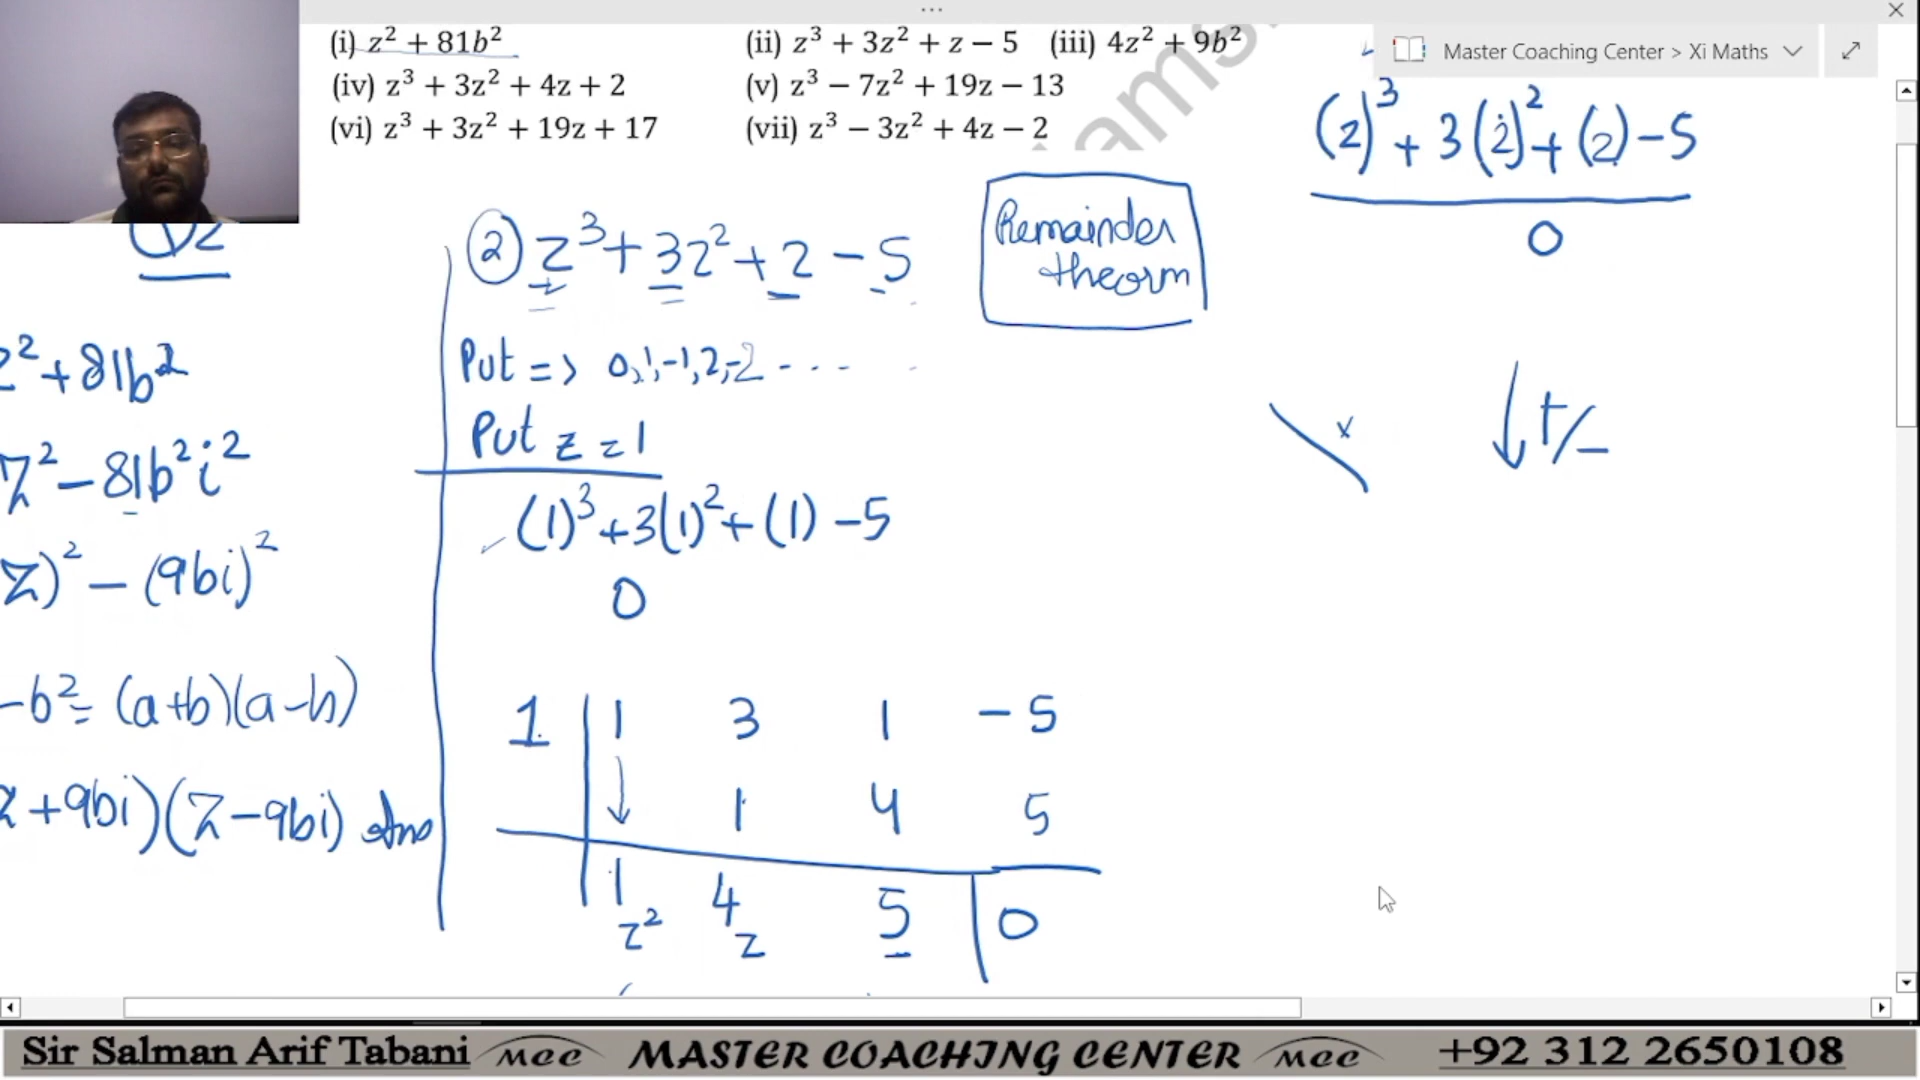 ...
Master Coaching Center > Xi Maths
(i) z² + 81b² (ii) z³ + 3z² + z − 5 (iii) 4z² + 9b²
(iv) z³ + 3z² + 4z + 2 (v) z³ − 7z² + 19z − 13
(vi) z³ + 3z² + 19z + 17 (vii) z³ − 3z² + 4z − 2
ams
z² + 81b²
z² − 81b²i²
z)² − (9bi)²
−b² = (a+b)(a−b)
z + 9bi)(z − 9bi) Ans
② z³ + 3z² + z − 5
Put => 0,1,-1,2,-2 - - - -
Put z = 1
(1)³ + 3(1)² + (1) − 5
0
1 | 1 3 1 − 5
1 4 5
1 4 5 | 0
z² z
Remainder
theorm
(z)³ + 3(z)² + (z) − 5
0
x
+/−
Sir Salman Arif Tabani mcc MASTER COACHING CENTER mcc +92 312 2650108